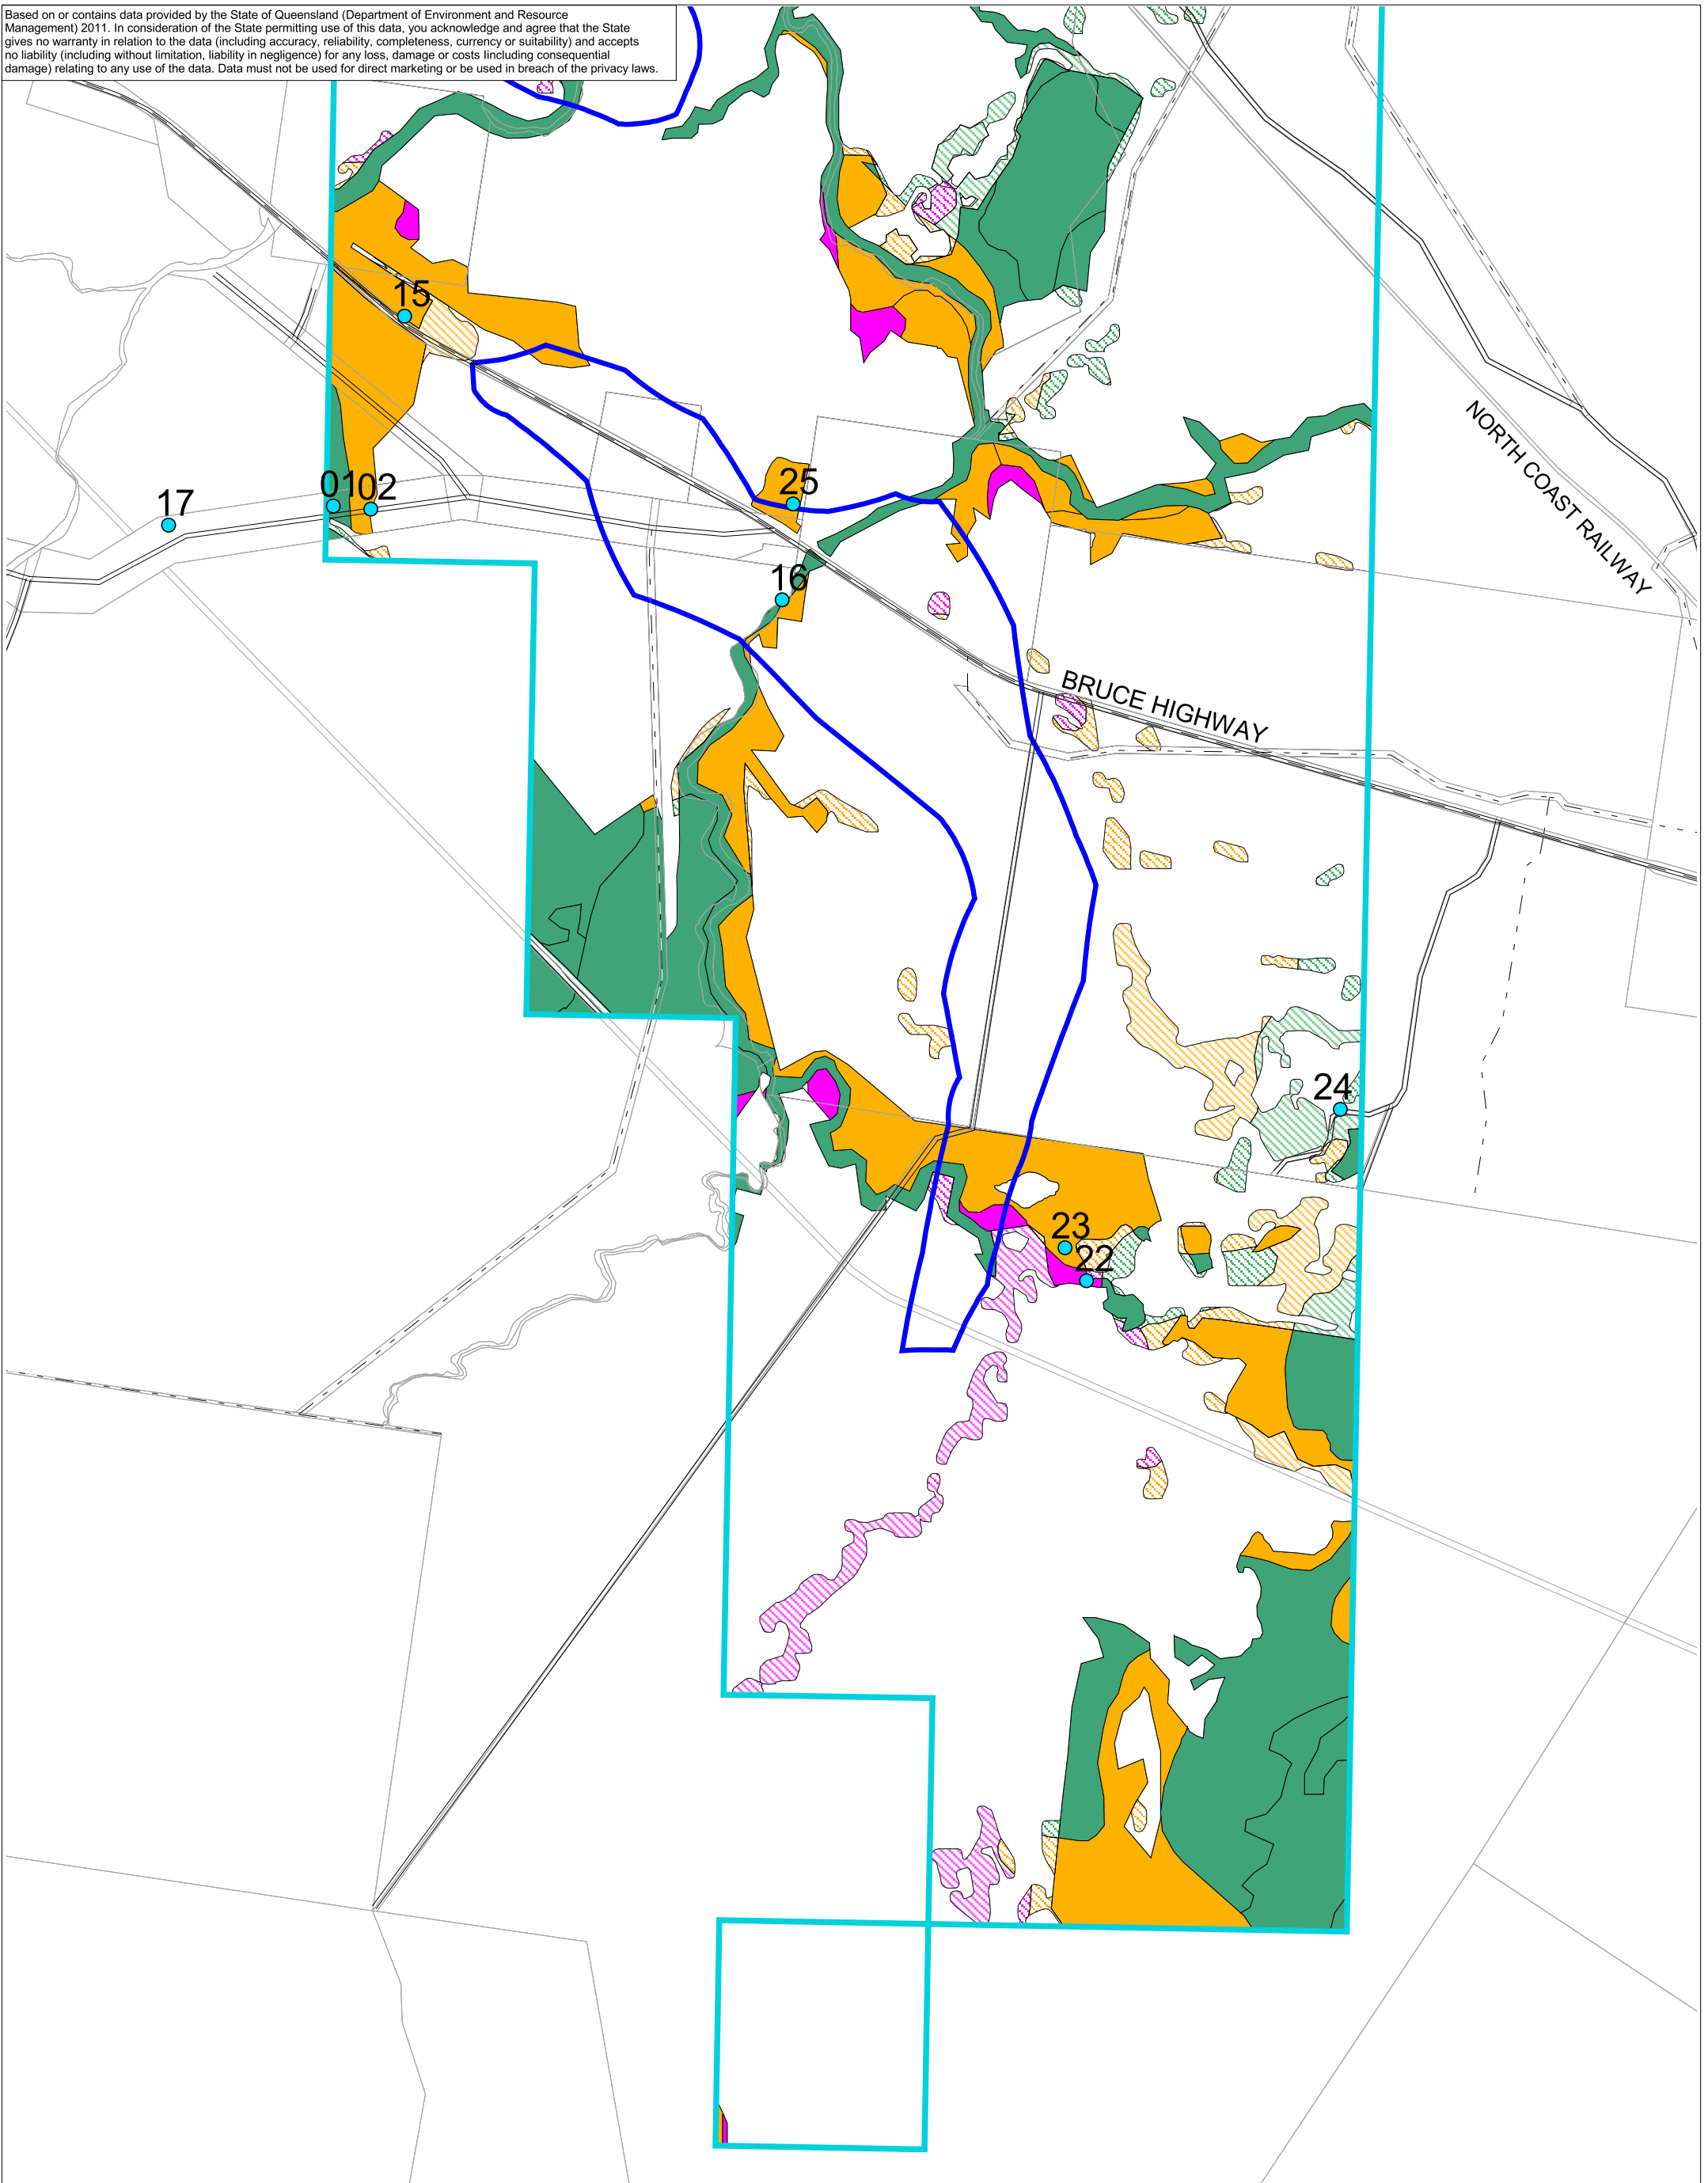 Based on or contains data provided by the State of Queensland (Department of Environment and Resource
Management) 2011. In consideration of the State permitting use of this data, you acknowledge and agree that the State
gives no warranty in relation to the data (including accuracy, reliability, completeness, currency or suitability) and accepts
no liability (including without limitation, liability in negligence) for any loss, damage or costs Iincluding consequential
damage) relating to any use of the data. Data must not be used for direct marketing or be used in breach of the privacy laws.
15
NORTH COAST RAILWAY
01
02
25
17
16
BRUCE HIGHWAY
24
23
22